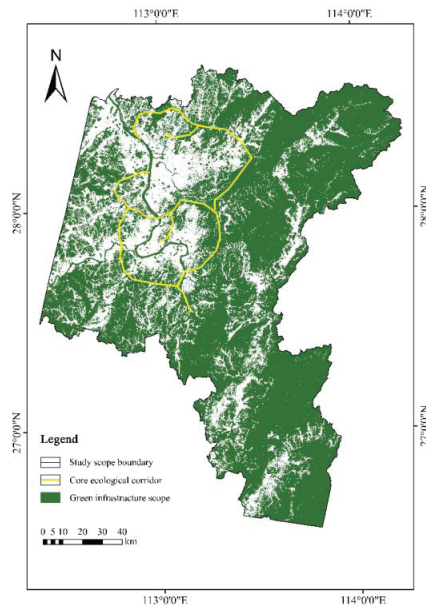 113°0'0"E 114°0'0"E
N
28°0'0"N 28°0'0"N
27°0'0"N 27°0'0"N
Legend
Study scope boundary
Core ecological corridor
Green infrastructure scope
0 5 10 20 30 40
km
113°0'0"E 114°0'0"E